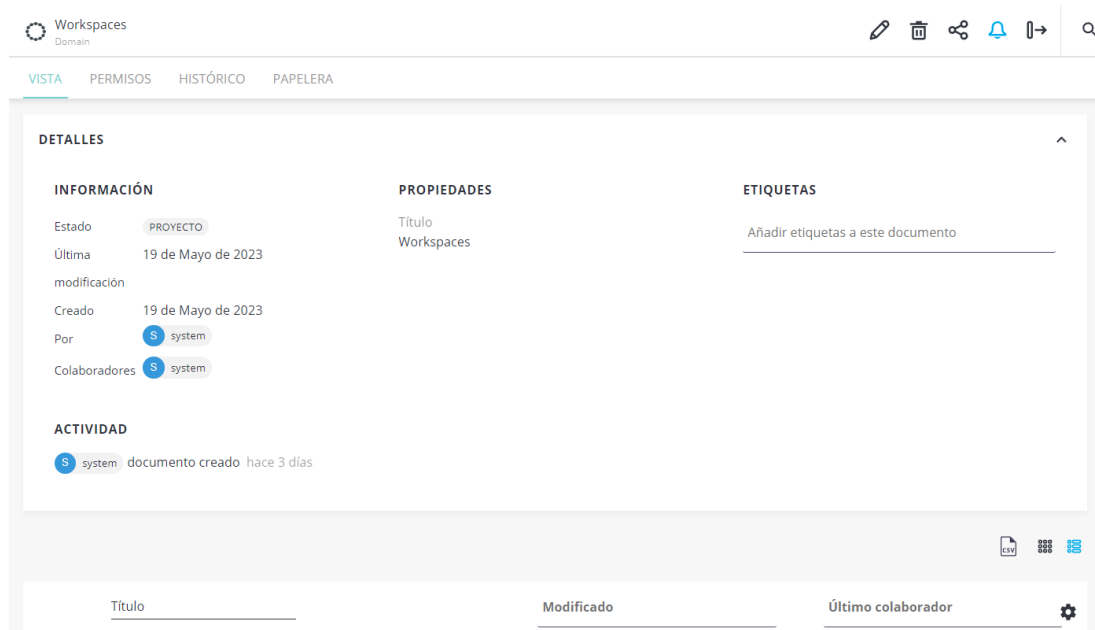 Workspaces
Domain
VISTA PERMISOS HISTÓRICO PAPELERA
DETALLES
INFORMACIÓN
Estado PROYECTO
Última modificación 19 de Mayo de 2023
Creado 19 de Mayo de 2023
Por S system
Colaboradores S system
PROPIEDADES
Título
Workspaces
ETIQUETAS
Añadir etiquetas a este documento
ACTIVIDAD
S system documento creado hace 3 días
CSV
Título Modificado Último colaborador